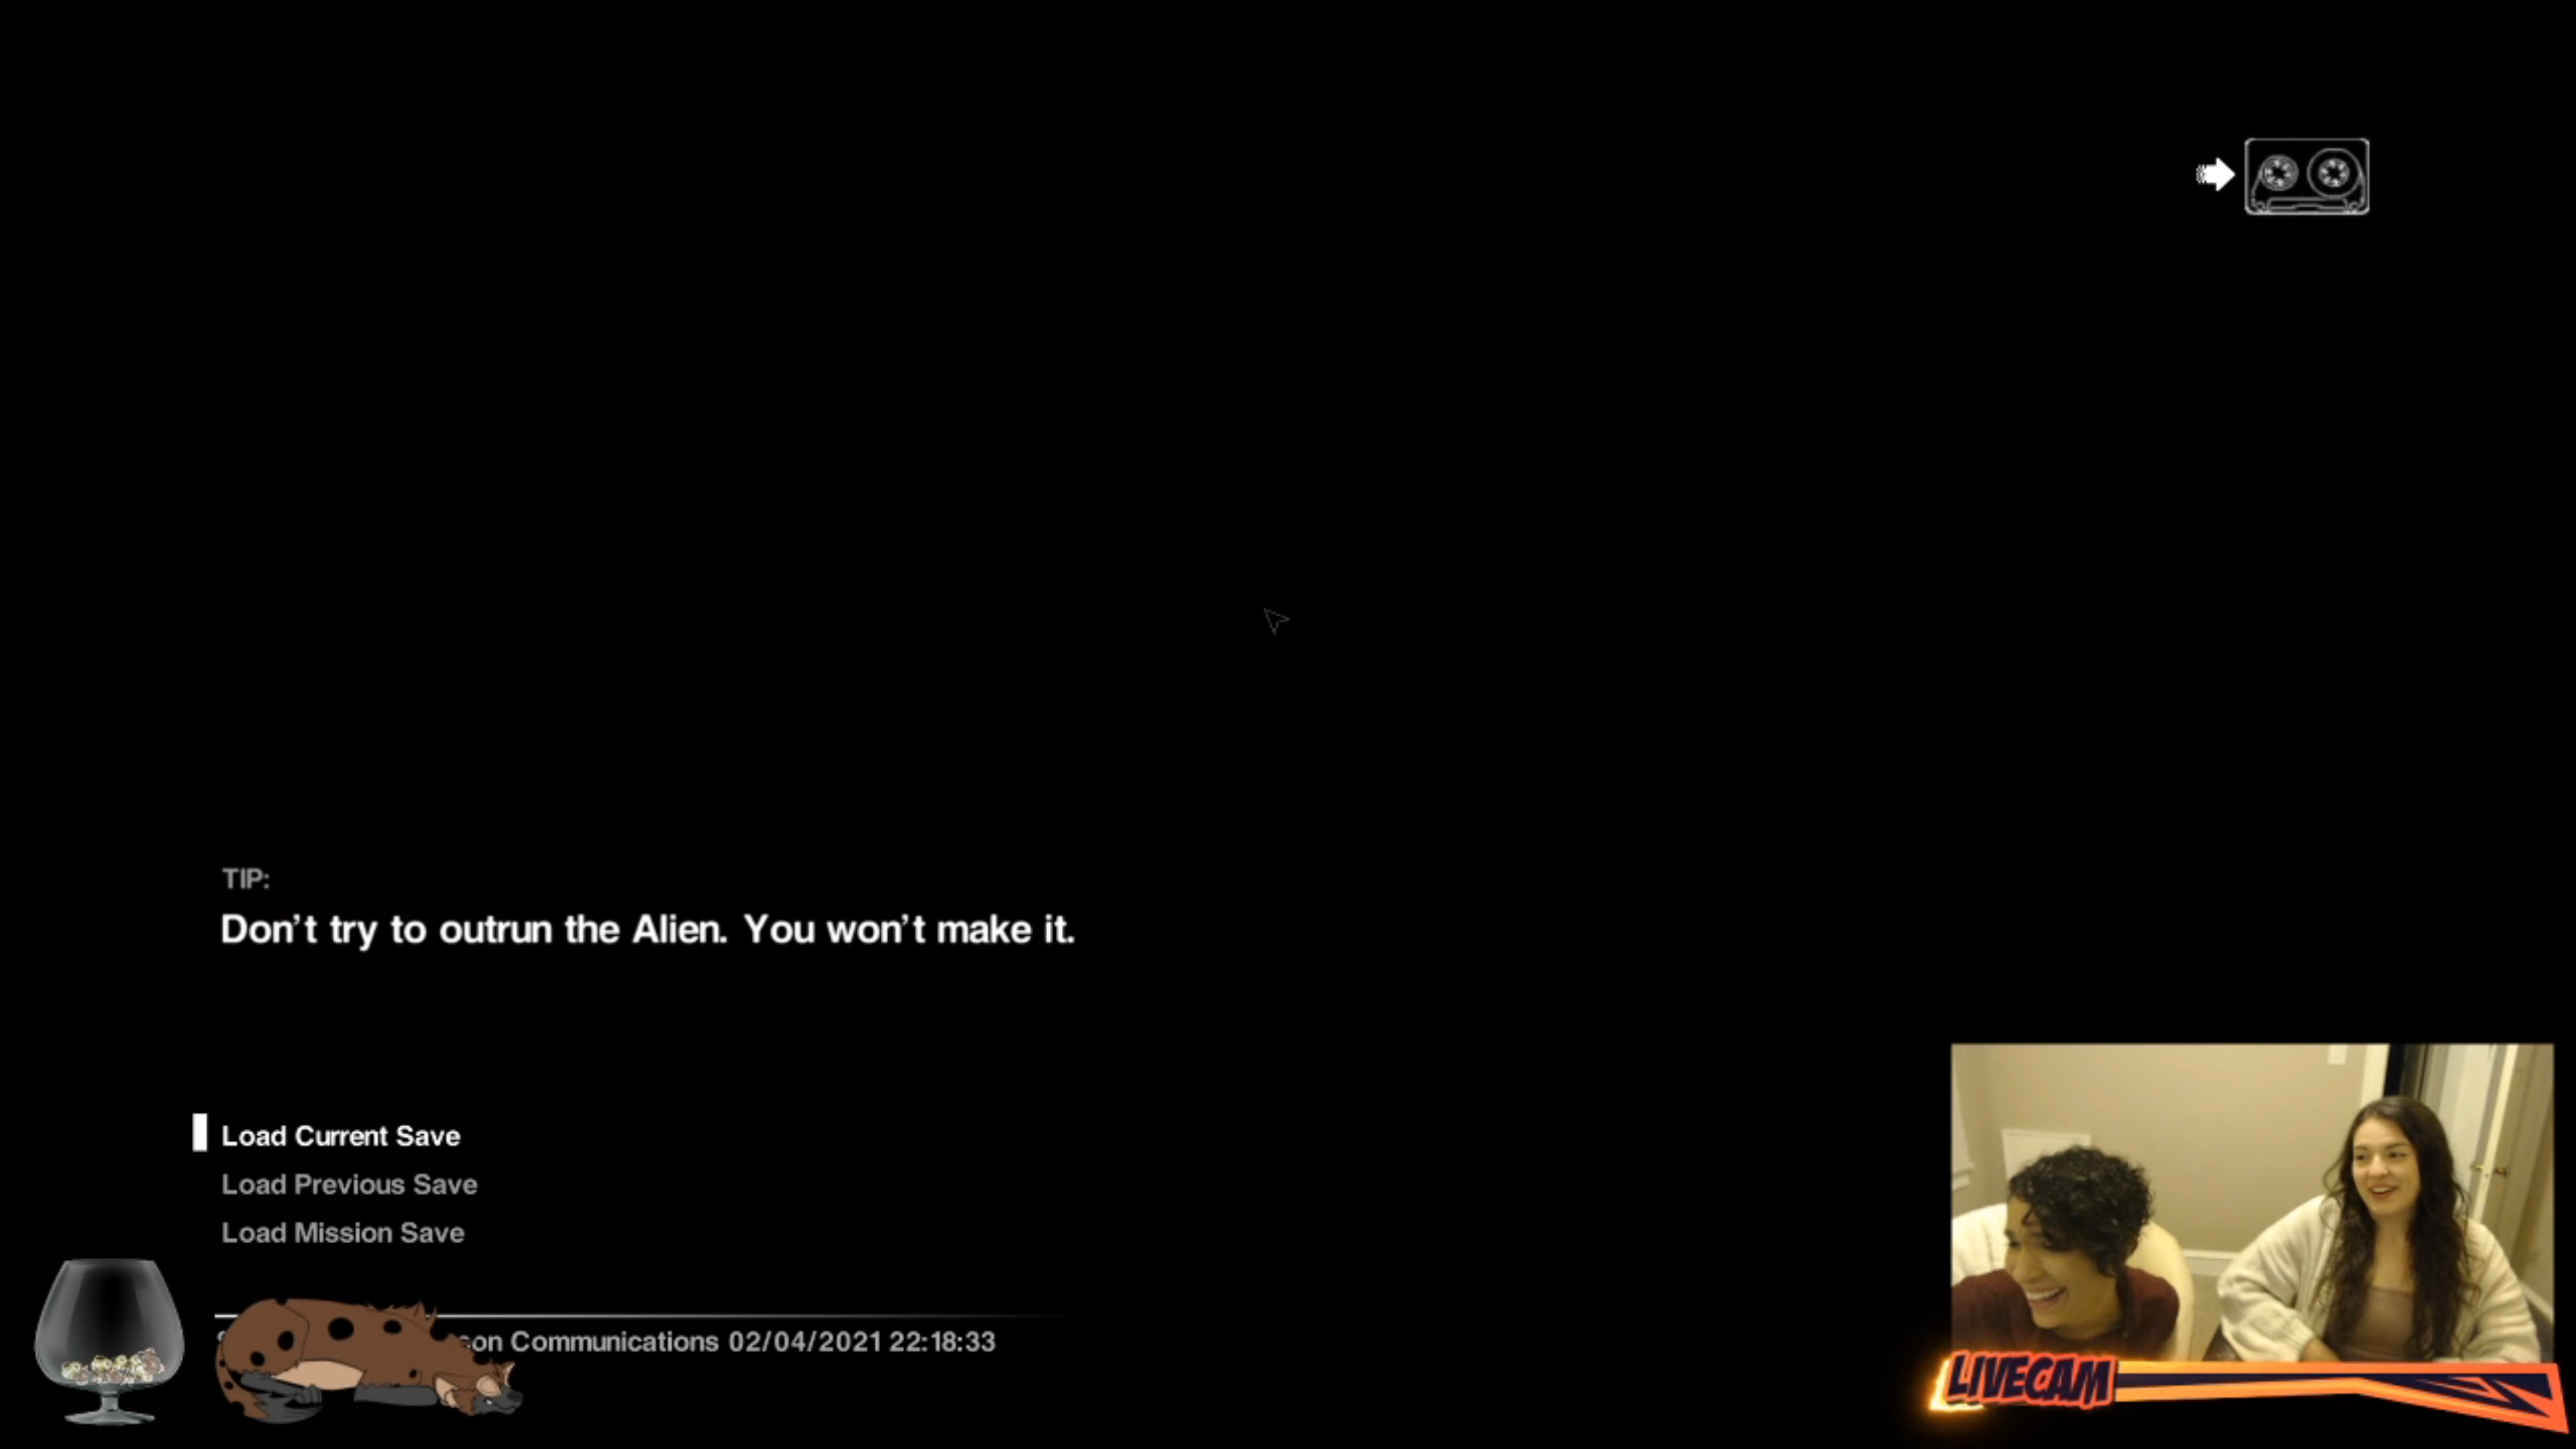 TIP:
Don't try to outrun the Alien. You won't make it.
Load Current Save
Load Previous Save
Load Mission Save
Communications 02/04/2021 22:18:33
LIVECAM